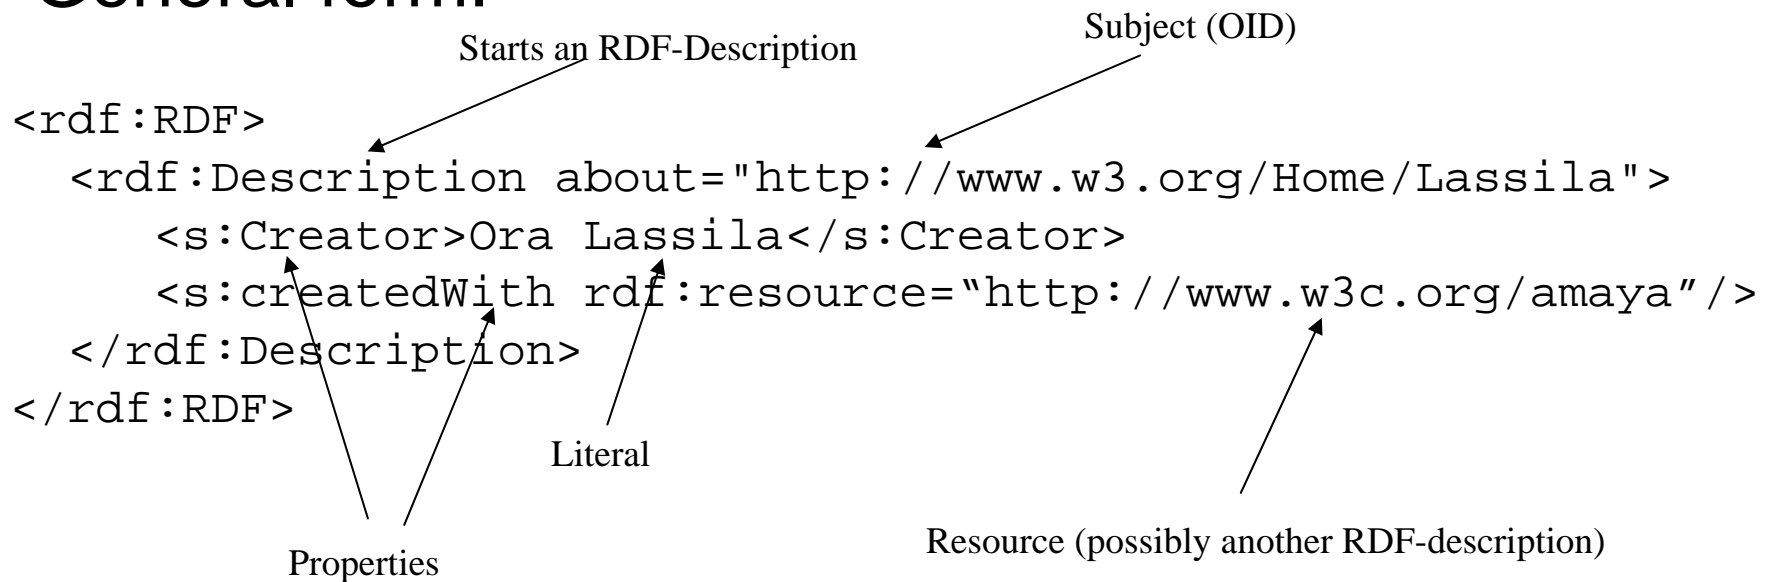 General form:
Subject (OID)
Starts an RDF-Description
<rdf:RDF>
<rdf:Description about="http://www.w3.org/Home/Lassila">
<s:Creator>Ora Lassila</s:Creator>
<s:createdWith rdf:resource=“http://www.w3c.org/amaya”/>
</rdf:Description>
</rdf:RDF>
Literal
Properties
Resource (possibly another RDF-description)